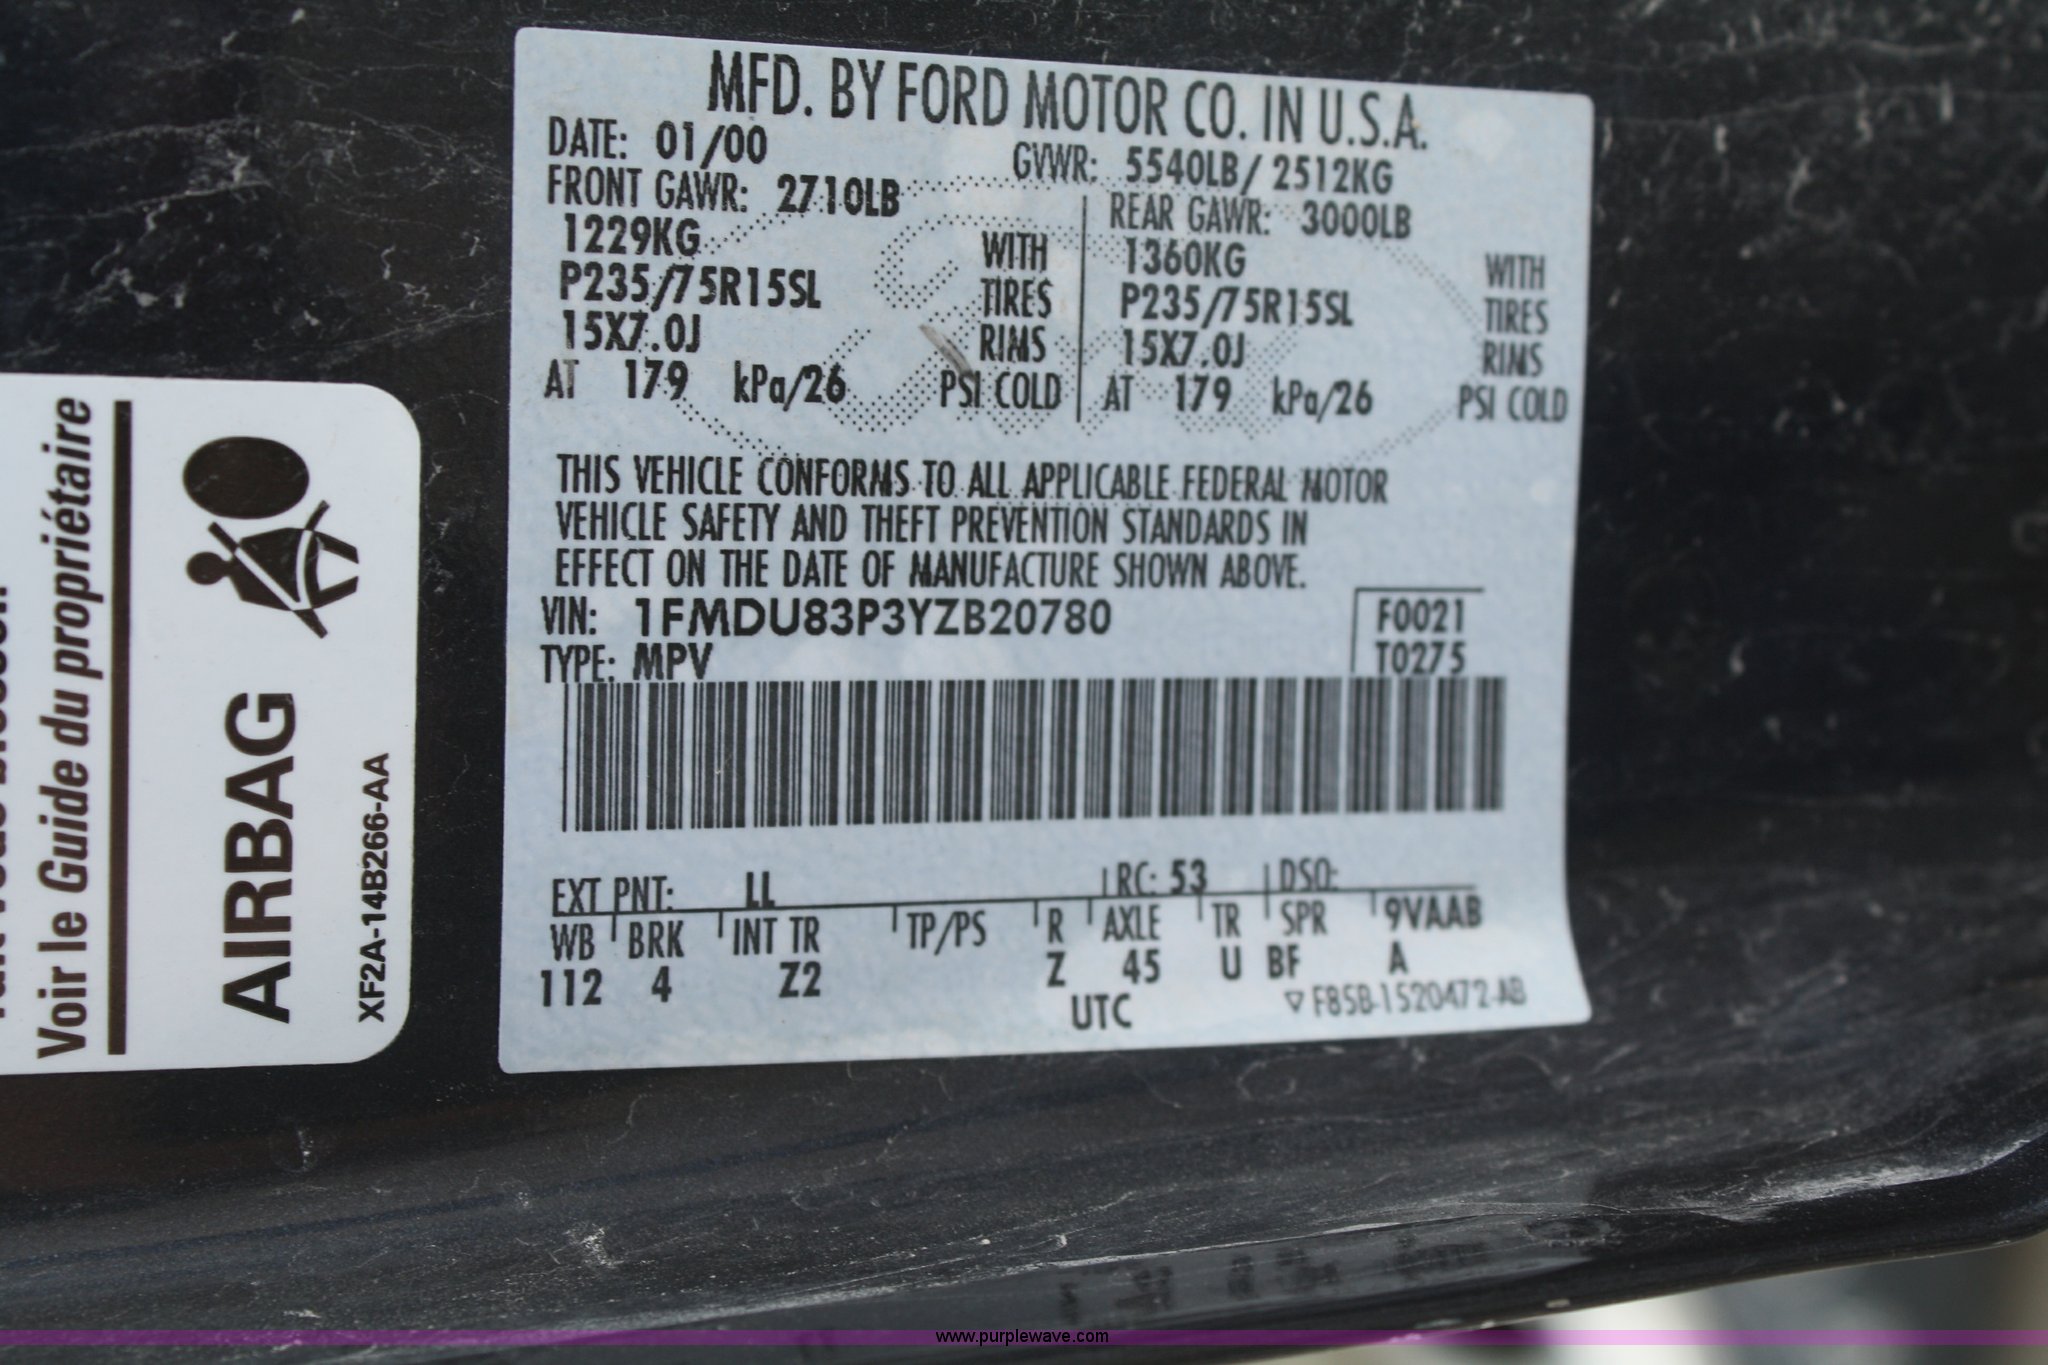 MFD. BY FORD MOTOR CO. IN U.S.A.
DATE: 01/00 GVWR: 5540LB/ 2512KG
FRONT GAWR: 2710LB REAR GAWR: 3000LB
1229KG WITH 1360KG WITH
P235/75R15SL TIRES P235/75R15SL TIRES
15X7.0J RIMS 15X7.0J RIMS
AT 179 kPa/26 PSI COLD AT 179 kPa/26 PSI COLD
THIS VEHICLE CONFORMS TO ALL APPLICABLE FEDERAL MOTOR
VEHICLE SAFETY AND THEFT PREVENTION STANDARDS IN
EFFECT ON THE DATE OF MANUFACTURE SHOWN ABOVE.
VIN: 1FMDU83P3YZB20780 F0021
TYPE: MPV T0275
EXT PNT: LL RC: 53 DSO:
WB BRK INT TR TP/PS R AXLE TR SPR 9VAAB
112 4 Z2 Z 45 U BF A
UTC F85B-1520472-AB
Voir le Guide du propriétaire
AIRBAG
XF2A-14B266-AA
www.purplewave.com